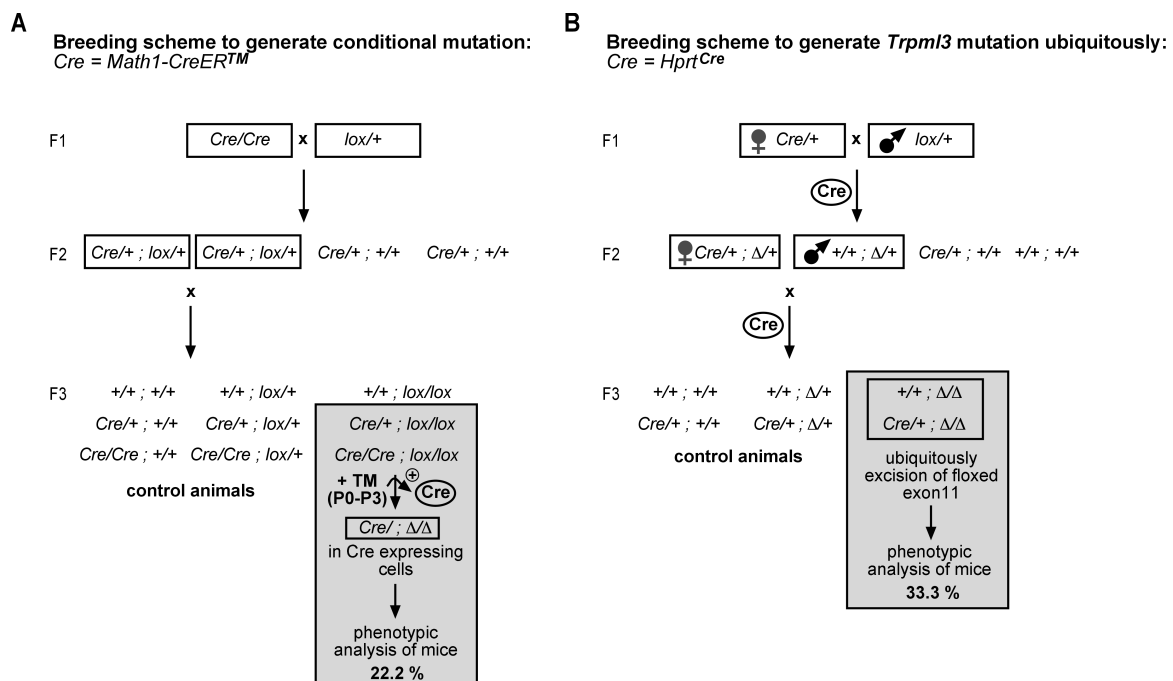 A
Breeding scheme to generate conditional mutation:
Cre = Math1-CreERTM
F1
Cre/Cre x lox/+
F2
Cre/+ ; lox/+ Cre/+ ; lox/+ Cre/+ ; +/+ Cre/+ ; +/+
x
F3
+/+ ; +/+ +/+ ; lox/+ +/+ ; lox/lox
Cre/+ ; +/+ Cre/+ ; lox/+ Cre/+ ; lox/lox
Cre/Cre ; +/+ Cre/Cre ; lox/+ Cre/Cre ; lox/lox
control animals
+ TM
(P0-P3)
+
Cre
Cre/ ; Δ/Δ
in Cre expressing
cells
phenotypic
analysis of mice
22.2 %
B
Breeding scheme to generate Trpml3 mutation ubiquitously:
Cre = HprtCre
F1
♀ Cre/+ x ♂ lox/+
Cre
F2
♀ Cre/+ ; Δ/+ ♂ +/+ ; Δ/+ Cre/+ ; +/+ +/+ ; +/+
x
Cre
F3
+/+ ; +/+ +/+ ; Δ/+ +/+ ; Δ/Δ
Cre/+ ; +/+ Cre/+ ; Δ/+ Cre/+ ; Δ/Δ
control animals
ubiquitously
excision of floxed
exon11
phenotypic
analysis of mice
33.3 %